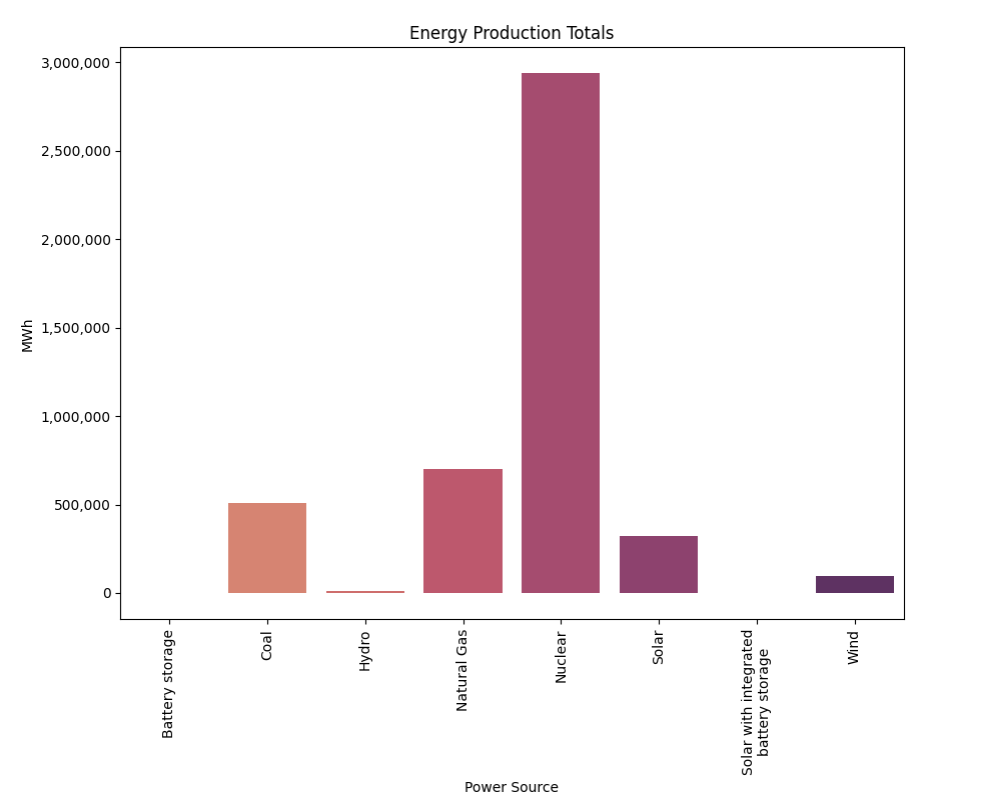 Energy Production Totals
3,000,000
2,500,000
2,000,000
1,500,000
1,000,000
500,000
0
MWh
Battery storage
Coal
Hydro
Natural Gas
Nuclear
Solar
Solar with integrated
battery storage
Wind
Power Source